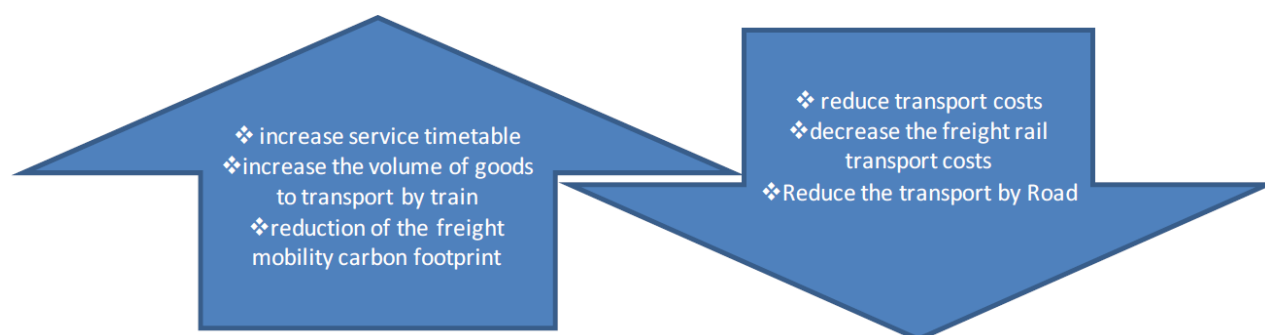 ❖ increase service timetable
❖increase the volume of goods
to transport by train
❖reduction of the freight
mobility carbon footprint
❖ reduce transport costs
❖decrease the freight rail
transport costs
❖Reduce the transport by Road